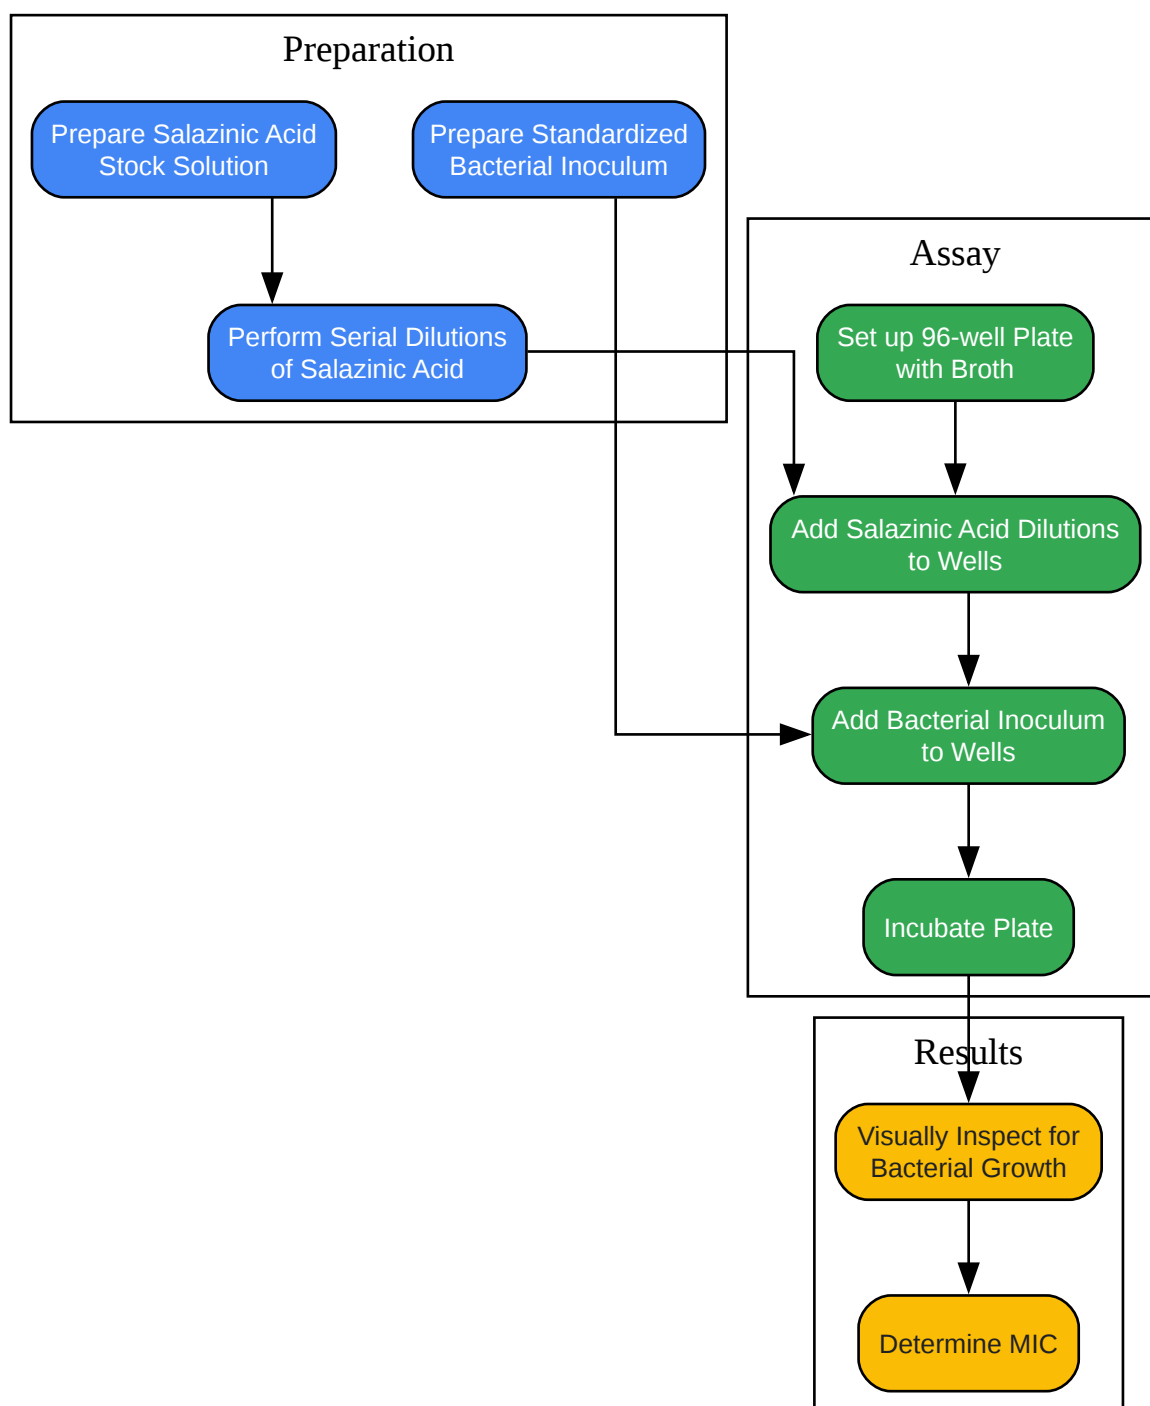 Preparation
Prepare Salazinic Acid
Stock Solution
Prepare Standardized
Bacterial Inoculum
Perform Serial Dilutions
of Salazinic Acid
Assay
Set up 96-well Plate
with Broth
Add Salazinic Acid Dilutions
to Wells
Add Bacterial Inoculum
to Wells
Incubate Plate
Results
Visually Inspect for
Bacterial Growth
Determine MIC